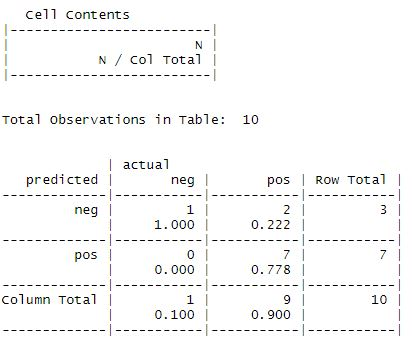 Cell Contents
|-------------------------|
|                       N |
|           N / Col Total |
|-------------------------|
Total Observations in Table:  10
             | actual
   predicted |       neg |       pos | Row Total |
-------------|-----------|-----------|-----------|
         neg |         1 |         2 |         3 |
             |     1.000 |     0.222 |           |
-------------|-----------|-----------|-----------|
         pos |         0 |         7 |         7 |
             |     0.000 |     0.778 |           |
-------------|-----------|-----------|-----------|
Column Total |         1 |         9 |        10 |
             |     0.100 |     0.900 |           |
-------------|-----------|-----------|-----------|